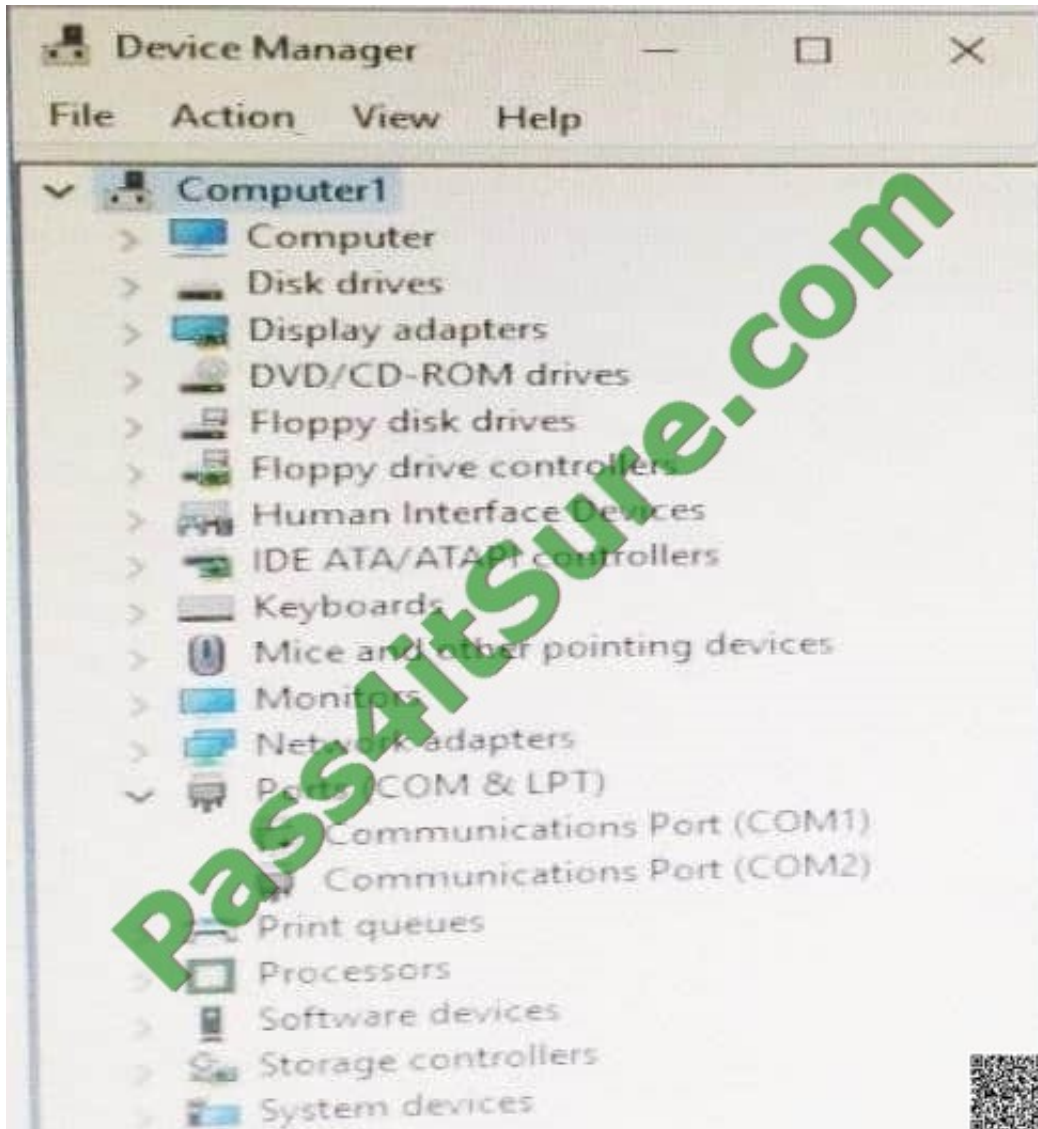 Device Manager
File Action View Help
Computer1
Computer
Disk drives
Display adapters
DVD/CD-ROM drives
Floppy disk drives
Floppy drive controllers
Human Interface Devices
IDE ATA/ATAPI controllers
Keyboards
Mice and other pointing devices
Monitors
Network adapters
Ports (COM & LPT)
Communications Port (COM1)
Communications Port (COM2)
Print queues
Processors
Software devices
Storage controllers
System devices
Pass4itSure.com